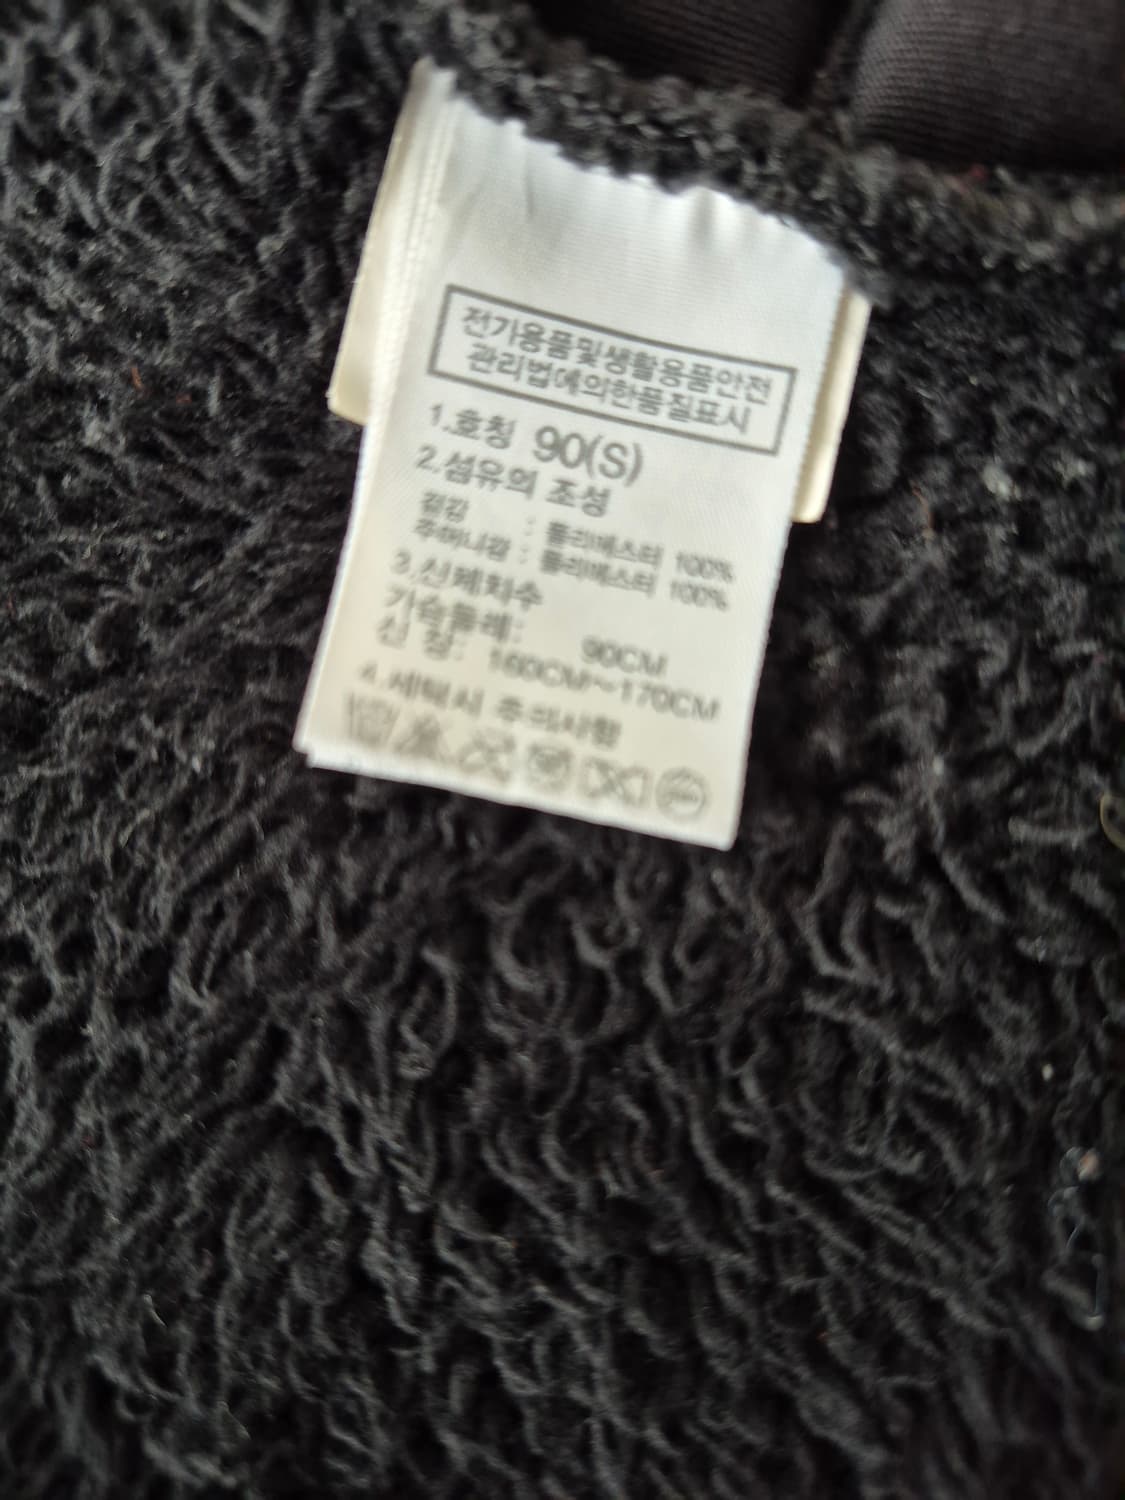 전기용품및생활용품안전
관리법에의한품질표시
1.호칭 90(S)
2.섬유의 조성
겉감 : 폴리에스터 100%
주머니감 : 폴리에스터 100%
3.신체치수
가슴둘레: 90CM
신 장: 160CM~170CM
4.세탁시 주의사항